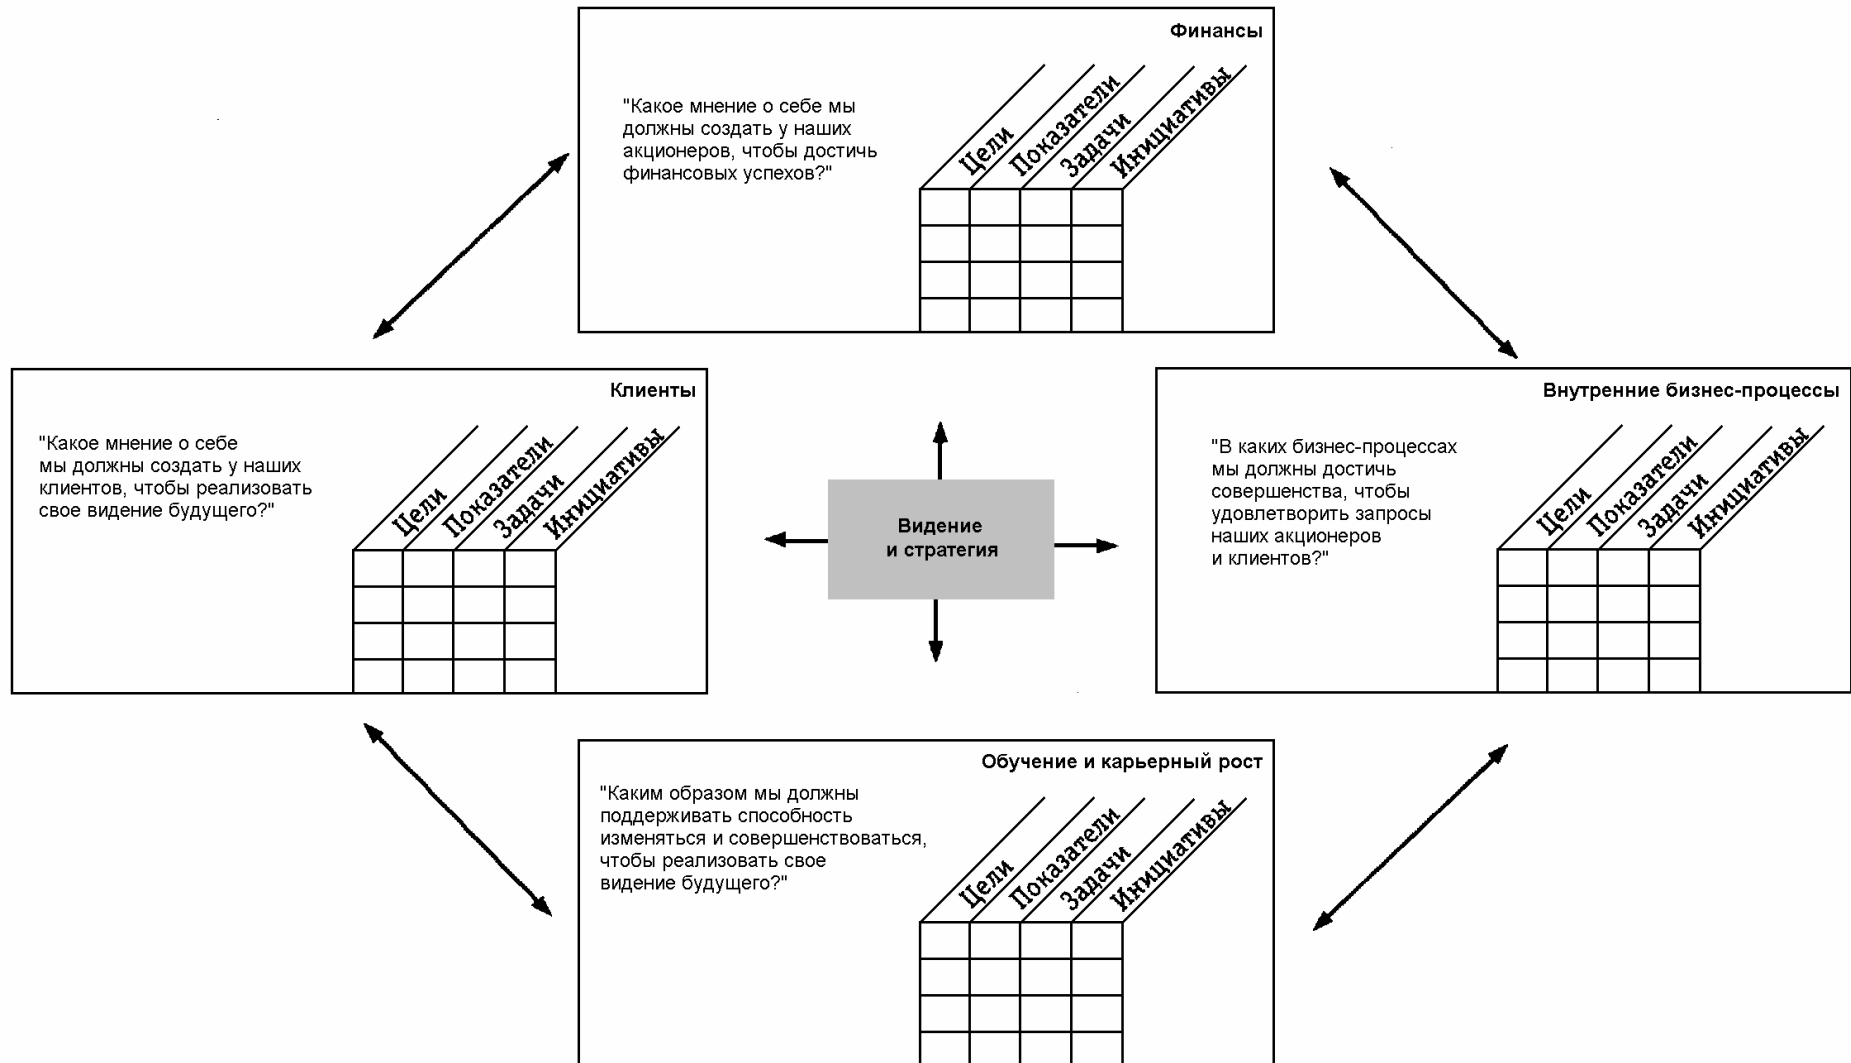 Финансы
"Какое мнение о себе мы
должны создать у наших
акционеров, чтобы достичь
финансовых успехов?"
Цели
Показатели
Задачи
Инициативы
Клиенты
"Какое мнение о себе
мы должны создать у наших
клиентов, чтобы реализовать
свое видение будущего?"
Цели
Показатели
Задачи
Инициативы
Видение
и стратегия
Внутренние бизнес-процессы
"В каких бизнес-процессах
мы должны достичь
совершенства, чтобы
удовлетворить запросы
наших акционеров
и клиентов?"
Цели
Показатели
Задачи
Инициативы
Обучение и карьерный рост
"Каким образом мы должны
поддерживать способность
изменяться и совершенствоваться,
чтобы реализовать свое
видение будущего?"
Цели
Показатели
Задачи
Инициативы